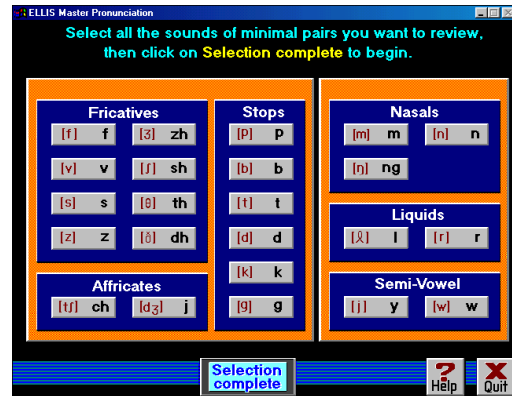 ELLIS Master Pronunciation
Select all the sounds of minimal pairs you want to review,
then click on Selection complete to begin.
Fricatives
[f] f [ʒ] zh
[v] v [ʃ] sh
[s] s [θ] th
[z] z [ð] dh
Affricates
[tʃ] ch [dʒ] j
Stops
[p] p
[b] b
[t] t
[d] d
[k] k
[g] g
Nasals
[m] m [n] n
[ŋ] ng
Liquids
[l] l [r] r
Semi-Vowel
[j] y [w] w
Selection
complete
?
Help
X
Quit